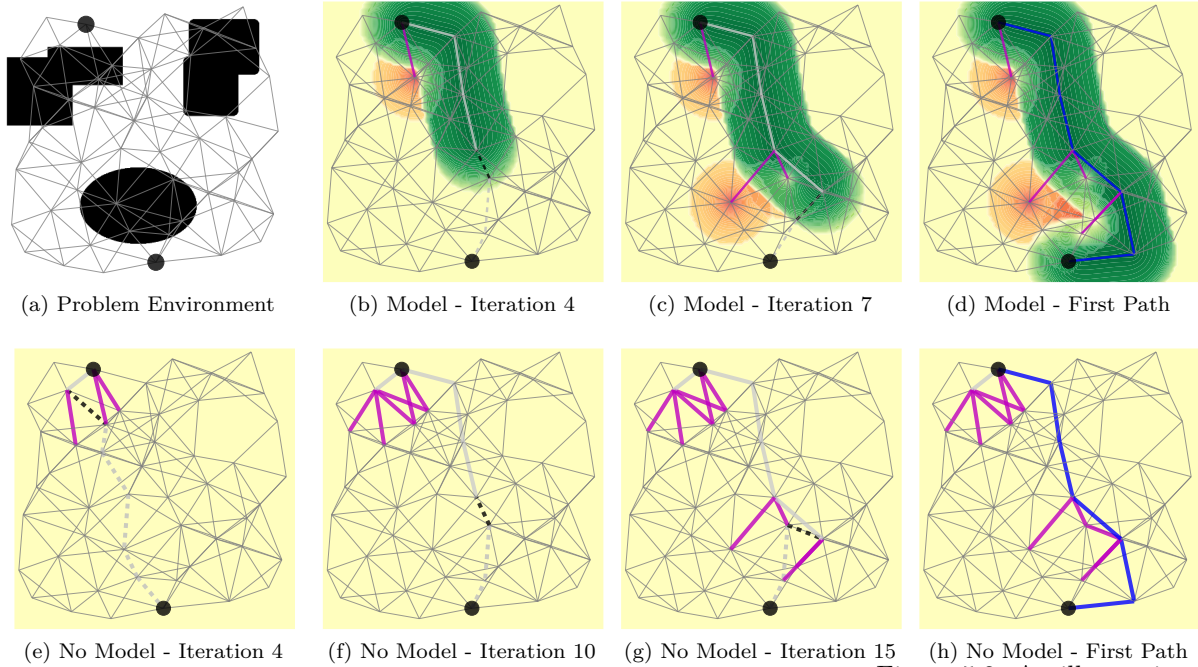 (a) Problem Environment
(b) Model - Iteration 4
(c) Model - Iteration 7
(d) Model - First Path
(e) No Model - Iteration 4
(f) No Model - Iteration 10
(g) No Model - Iteration 15
(h) No Model - First Path